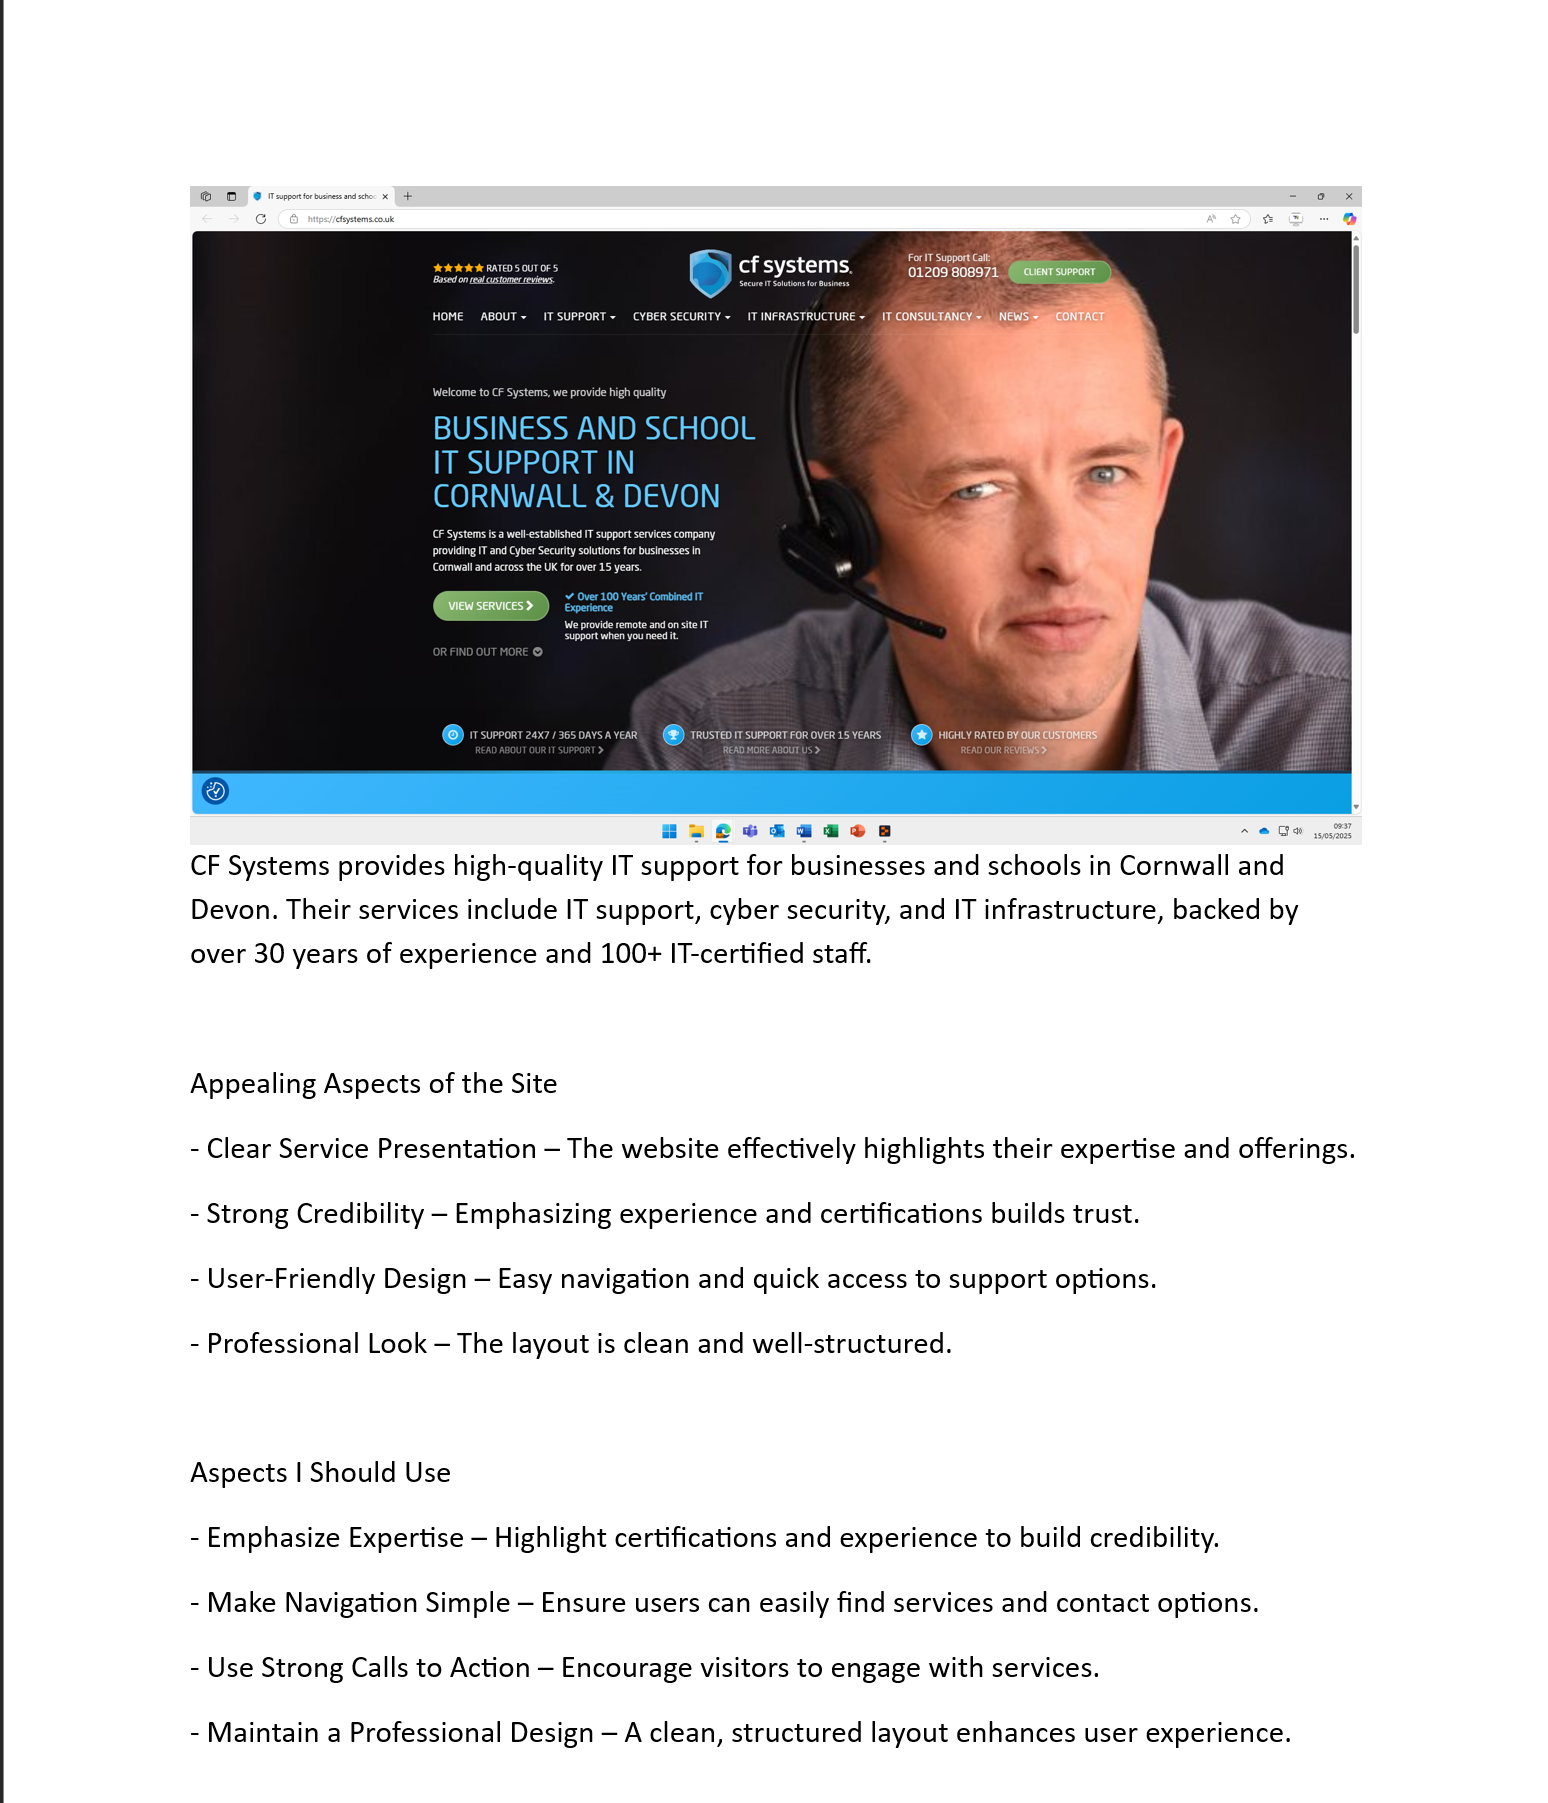 IT support for business and schoo
https://cfsystems.co.uk
RATED 5 OUT OF 5
Based on real customer reviews.
cf systems.
Secure IT Solutions for Business
For IT Support Call:
01209 808971
CLIENT SUPPORT
HOME ABOUT IT SUPPORT CYBER SECURITY IT INFRASTRUCTURE IT CONSULTANCY NEWS CONTACT
Welcome to CF Systems, we provide high quality
BUSINESS AND SCHOOL
IT SUPPORT IN
CORNWALL & DEVON
CF Systems is a well-established IT support services company
providing IT and Cyber Security solutions for businesses in
Cornwall and across the UK for over 15 years.
VIEW SERVICES
Over 100 Years' Combined IT
Experience
We provide remote and on site IT
support when you need it.
OR FIND OUT MORE
IT SUPPORT 24X7 / 365 DAYS A YEAR
READ ABOUT OUR IT SUPPORT
TRUSTED IT SUPPORT FOR OVER 15 YEARS
READ MORE ABOUT US
HIGHLY RATED BY OUR CUSTOMERS
READ OUR REVIEWS
09:37
15/05/2025
CF Systems provides high-quality IT support for businesses and schools in Cornwall and
Devon. Their services include IT support, cyber security, and IT infrastructure, backed by
over 30 years of experience and 100+ IT-certified staff.
Appealing Aspects of the Site
- Clear Service Presentation – The website effectively highlights their expertise and offerings.
- Strong Credibility – Emphasizing experience and certifications builds trust.
- User-Friendly Design – Easy navigation and quick access to support options.
- Professional Look – The layout is clean and well-structured.
Aspects I Should Use
- Emphasize Expertise – Highlight certifications and experience to build credibility.
- Make Navigation Simple – Ensure users can easily find services and contact options.
- Use Strong Calls to Action – Encourage visitors to engage with services.
- Maintain a Professional Design – A clean, structured layout enhances user experience.